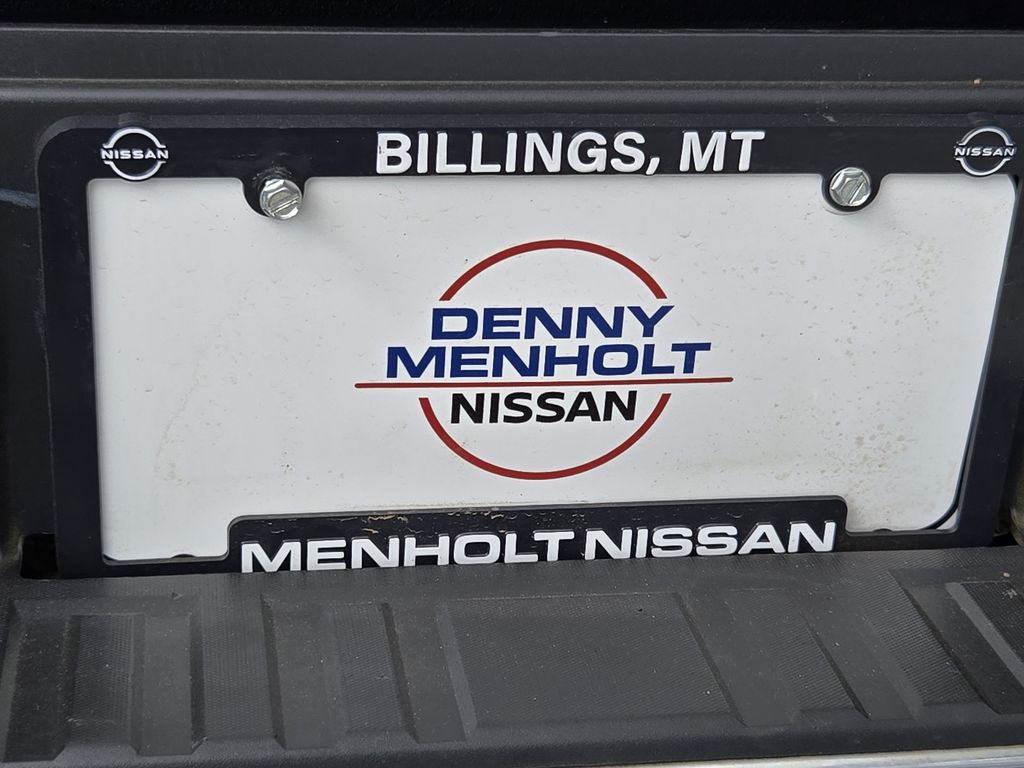 BILLINGS, MT
NISSAN
NISSAN
DENNY
MENHOLT
NISSAN
MENHOLT NISSAN